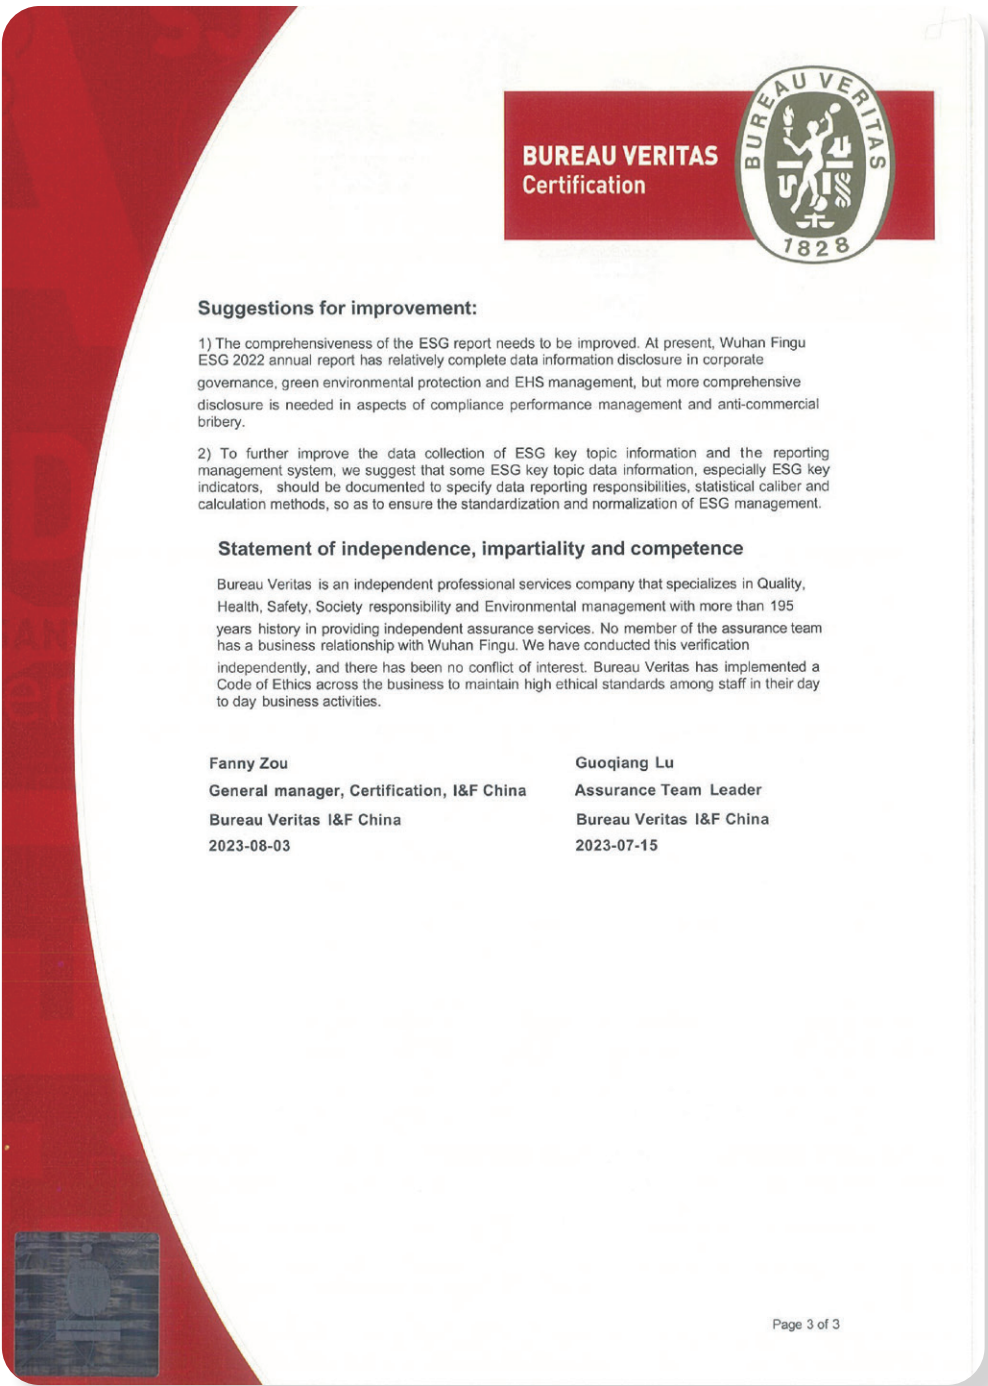 BUREAU VERITAS
Certification
BUREAU VERITAS
1828
Suggestions for improvement:
1) The comprehensiveness of the ESG report needs to be improved. At present, Wuhan Fingu
ESG 2022 annual report has relatively complete data information disclosure in corporate
governance, green environmental protection and EHS management, but more comprehensive
disclosure is needed in aspects of compliance performance management and anti-commercial
bribery.
2) To further improve the data collection of ESG key topic information and the reporting
management system, we suggest that some ESG key topic data information, especially ESG key
indicators, should be documented to specify data reporting responsibilities, statistical caliber and
calculation methods, so as to ensure the standardization and normalization of ESG management.
Statement of independence, impartiality and competence
Bureau Veritas is an independent professional services company that specializes in Quality,
Health, Safety, Society responsibility and Environmental management with more than 195
years history in providing independent assurance services. No member of the assurance team
has a business relationship with Wuhan Fingu. We have conducted this verification
independently, and there has been no conflict of interest. Bureau Veritas has implemented a
Code of Ethics across the business to maintain high ethical standards among staff in their day
to day business activities.
Fanny Zou
General manager, Certification, I&F China
Bureau Veritas I&F China
2023-08-03
Guoqiang Lu
Assurance Team Leader
Bureau Veritas I&F China
2023-07-15
Page 3 of 3